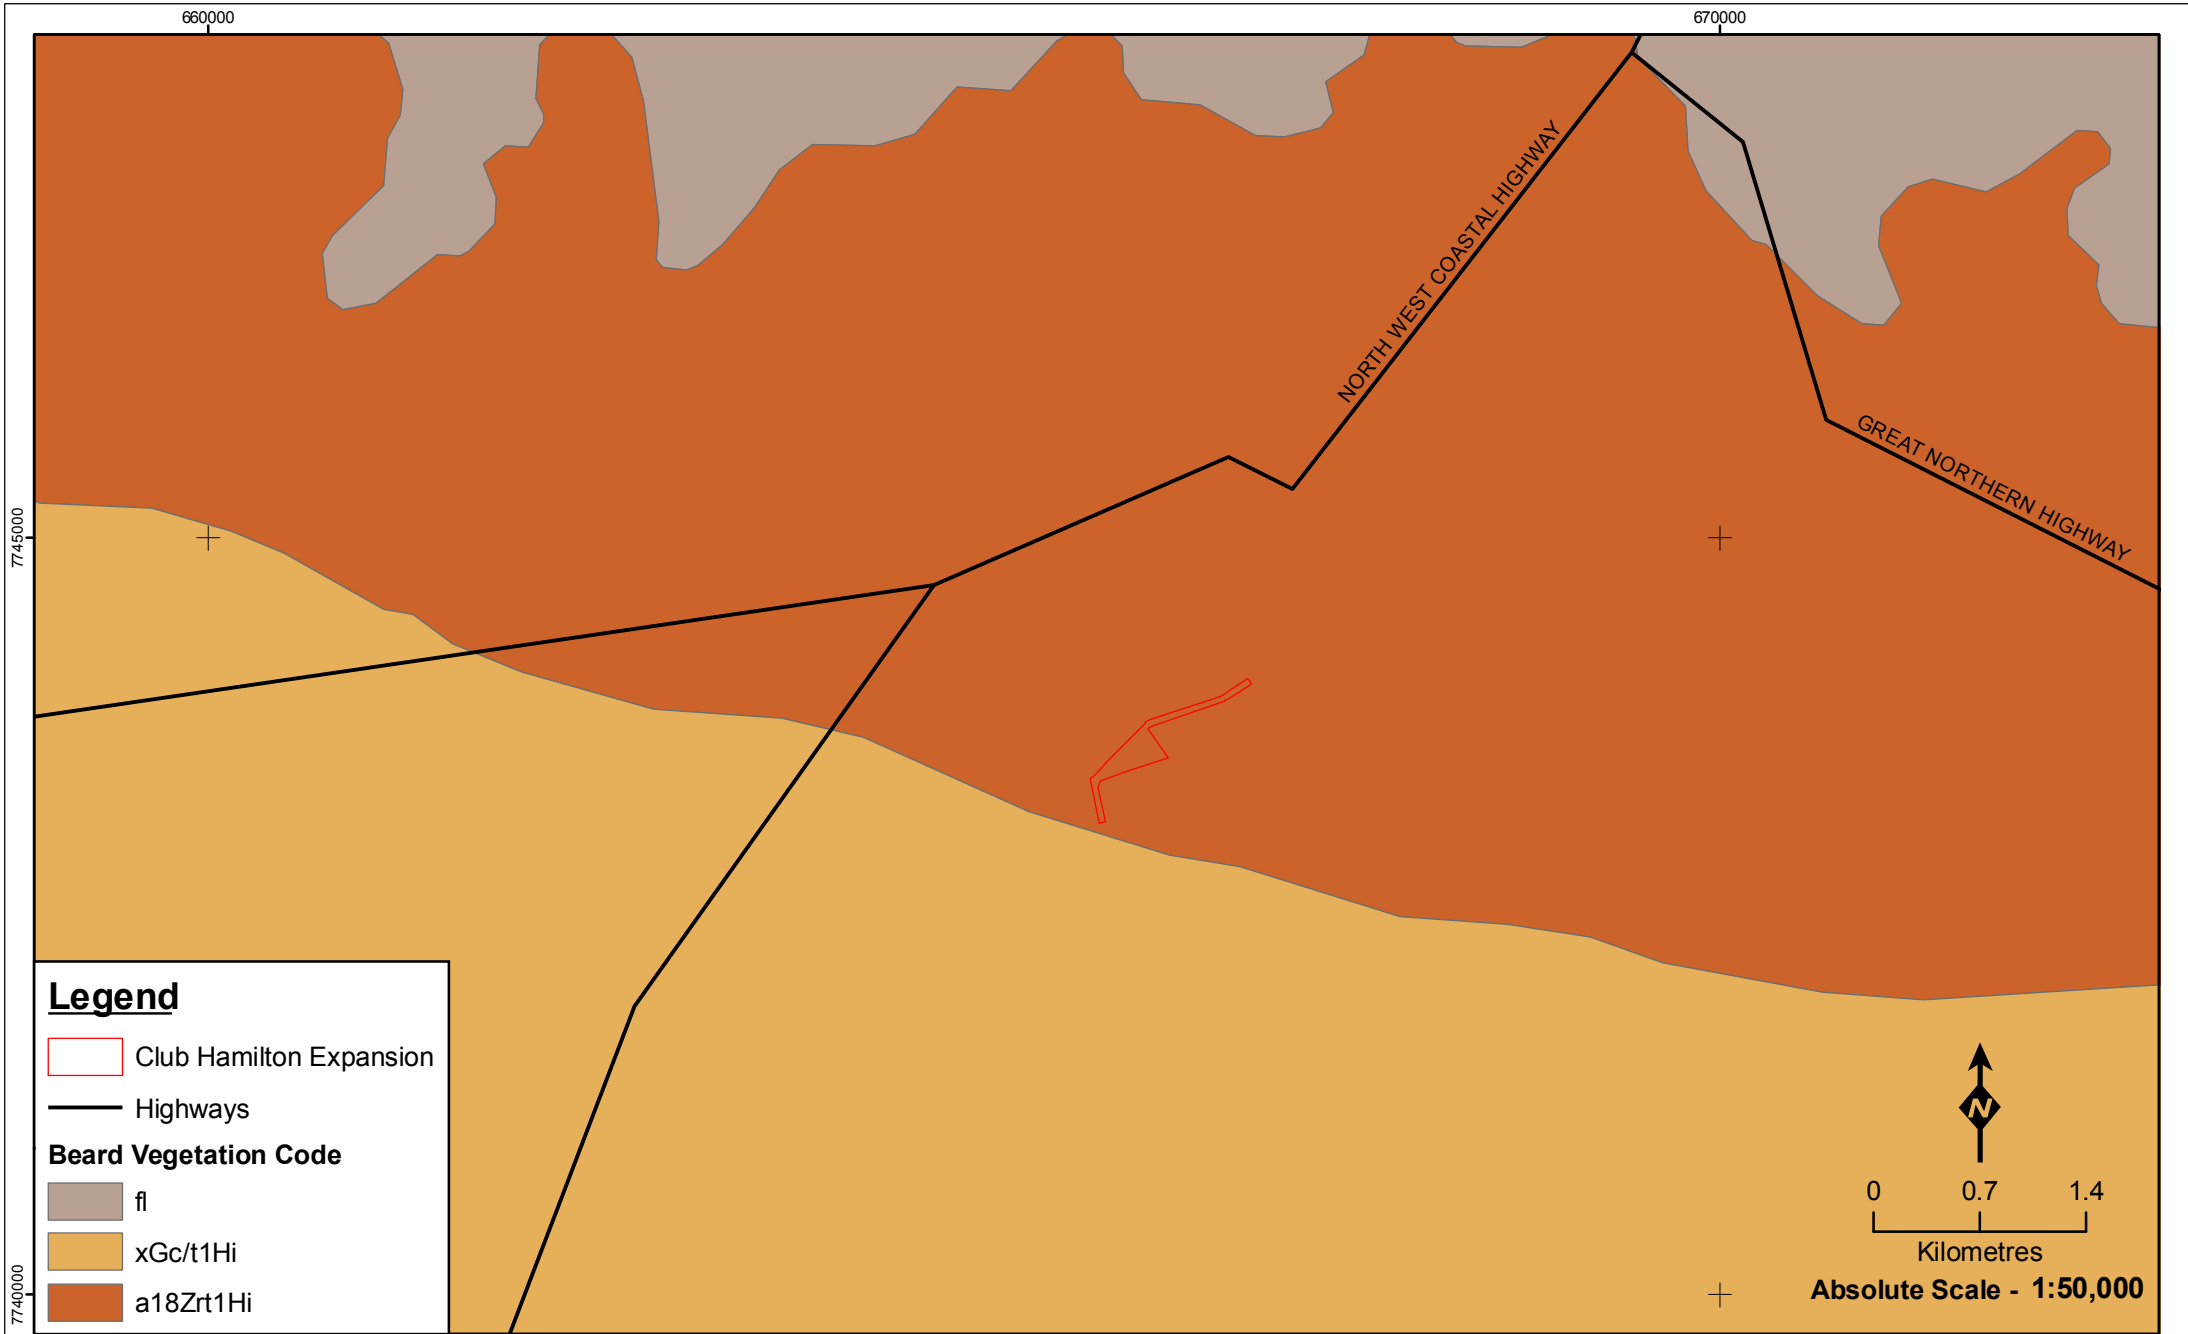 660000
670000
NORTH WEST COASTAL HIGHWAY
GREAT NORTHERN HIGHWAY
7745000
7740000
Legend
Club Hamilton Expansion
Highways
Beard Vegetation Code
fl
xGc/t1Hi
a18Zrt1Hi
N
0 0.7 1.4
Kilometres
Absolute Scale - 1:50,000